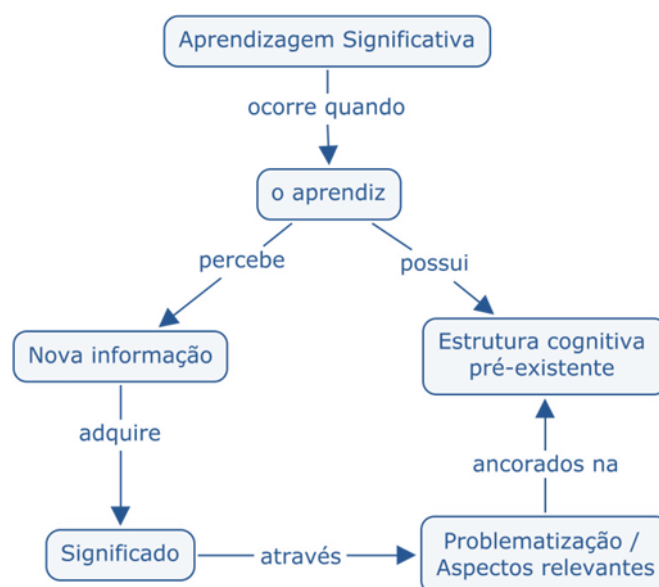 Aprendizagem Significativa
ocorre quando
o aprendiz
percebe
possui
Nova informação
Estrutura cognitiva
pré-existente
adquire
ancorados na
Significado
através
Problematização /
Aspectos relevantes